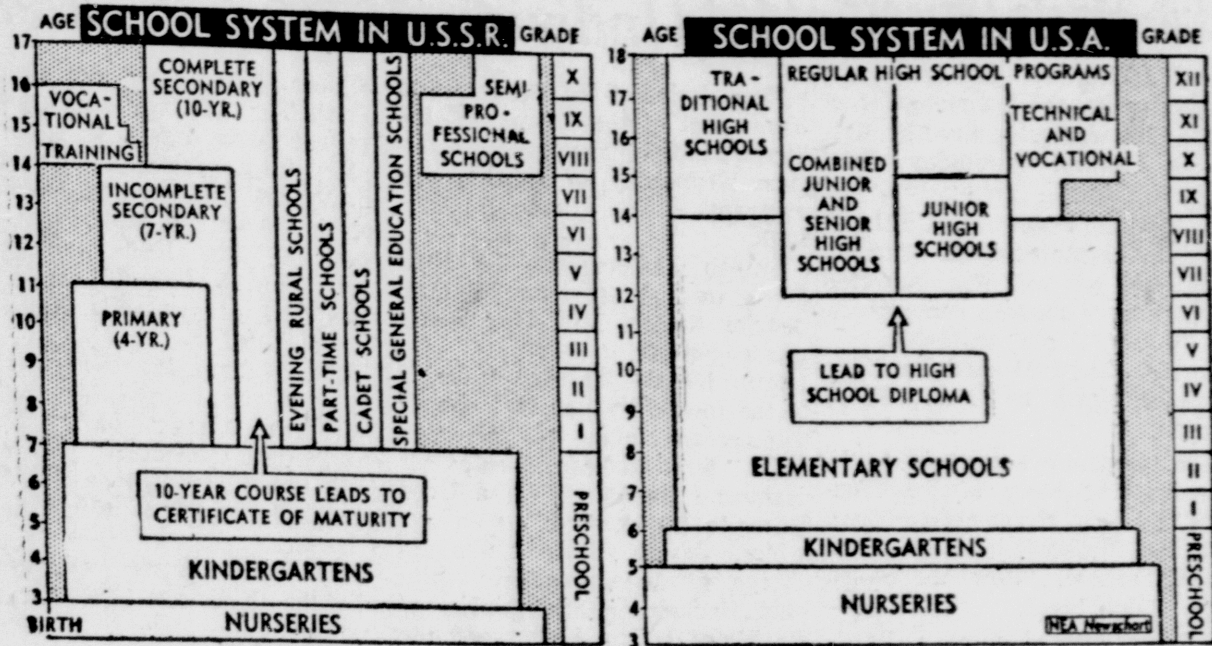 AGE
SCHOOL SYSTEM IN U.S.S.R.
GRADE
17
16
15
14
13
12
11
10
9
8
7
6
5
4
3
BIRTH
VOCA-
TIONAL
TRAINING
COMPLETE
SECONDARY
(10-YR.)
INCOMPLETE
SECONDARY
(7-YR.)
PRIMARY
(4-YR.)
EVENING RURAL SCHOOLS
PART-TIME SCHOOLS
CADET SCHOOLS
SPECIAL GENERAL EDUCATION SCHOOLS
SEMI
PRO-
FESSIONAL
SCHOOLS
10-YEAR COURSE LEADS TO
CERTIFICATE OF MATURITY
KINDERGARTENS
NURSERIES
X
IX
VIII
VII
VI
V
IV
III
II
I
PRESCHOOL
AGE
SCHOOL SYSTEM IN U.S.A.
GRADE
18
17
16
15
14
13
12
11
10
9
8
7
6
5
4
3
TRA-
DITIONAL
HIGH
SCHOOLS
REGULAR HIGH SCHOOL PROGRAMS
TECHNICAL
AND
VOCATIONAL
COMBINED
JUNIOR
AND
SENIOR
HIGH
SCHOOLS
JUNIOR
HIGH
SCHOOLS
LEAD TO HIGH
SCHOOL DIPLOMA
ELEMENTARY SCHOOLS
KINDERGARTENS
NURSERIES
NEA Newschart
XII
XI
X
IX
VIII
VII
VI
V
IV
III
II
I
PRESCHOOL